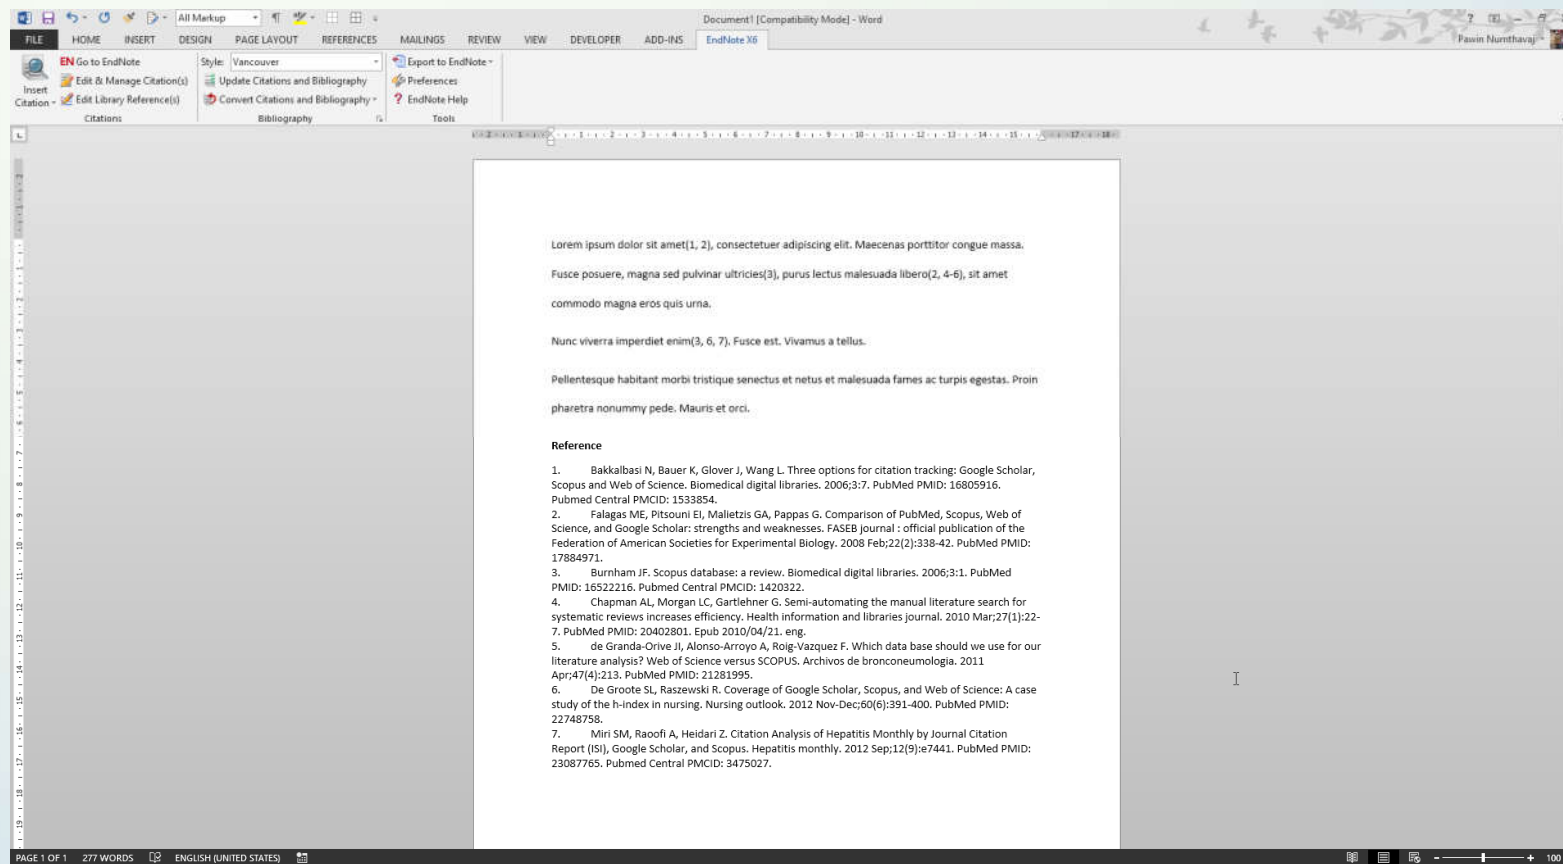 All Markup
Document1 [Compatibility Mode] - Word
FILE HOME INSERT DESIGN PAGE LAYOUT REFERENCES MAILINGS REVIEW VIEW DEVELOPER ADD-INS EndNote X6
Pawin Numthavaj
Insert Citation
EN Go to EndNote
Edit & Manage Citation(s)
Edit Library Reference(s)
Citations
Style: Vancouver
Update Citations and Bibliography
Convert Citations and Bibliography
Bibliography
Export to EndNote
Preferences
? EndNote Help
Tools
Lorem ipsum dolor sit amet(1, 2), consectetuer adipiscing elit. Maecenas porttitor congue massa.
Fusce posuere, magna sed pulvinar ultricies(3), purus lectus malesuada libero(2, 4-6), sit amet
commodo magna eros quis urna.
Nunc viverra imperdiet enim(3, 6, 7). Fusce est. Vivamus a tellus.
Pellentesque habitant morbi tristique senectus et netus et malesuada fames ac turpis egestas. Proin
pharetra nonummy pede. Mauris et orci.
Reference
1. Bakkalbasi N, Bauer K, Glover J, Wang L. Three options for citation tracking: Google Scholar,
Scopus and Web of Science. Biomedical digital libraries. 2006;3:7. PubMed PMID: 16805916.
Pubmed Central PMCID: 1533854.
2. Falagas ME, Pitsouni EI, Malietzis GA, Pappas G. Comparison of PubMed, Scopus, Web of
Science, and Google Scholar: strengths and weaknesses. FASEB journal : official publication of the
Federation of American Societies for Experimental Biology. 2008 Feb;22(2):338-42. PubMed PMID:
17884971.
3. Burnham JF. Scopus database: a review. Biomedical digital libraries. 2006;3:1. PubMed
PMID: 16522216. Pubmed Central PMCID: 1420322.
4. Chapman AL, Morgan LC, Gartlehner G. Semi-automating the manual literature search for
systematic reviews increases efficiency. Health information and libraries journal. 2010 Mar;27(1):22-
7. PubMed PMID: 20402801. Epub 2010/04/21. eng.
5. de Granda-Orive JI, Alonso-Arroyo A, Roig-Vazquez F. Which data base should we use for our
literature analysis? Web of Science versus SCOPUS. Archivos de bronconeumologia. 2011
Apr;47(4):213. PubMed PMID: 21281995.
6. De Groote SL, Raszewski R. Coverage of Google Scholar, Scopus, and Web of Science: A case
study of the h-index in nursing. Nursing outlook. 2012 Nov-Dec;60(6):391-400. PubMed PMID:
22748758.
7. Miri SM, Raoofi A, Heidari Z. Citation Analysis of Hepatitis Monthly by Journal Citation
Report (ISI), Google Scholar, and Scopus. Hepatitis monthly. 2012 Sep;12(9):e7441. PubMed PMID:
23087765. Pubmed Central PMCID: 3475027.
PAGE 1 OF 1 277 WORDS ENGLISH (UNITED STATES) 100